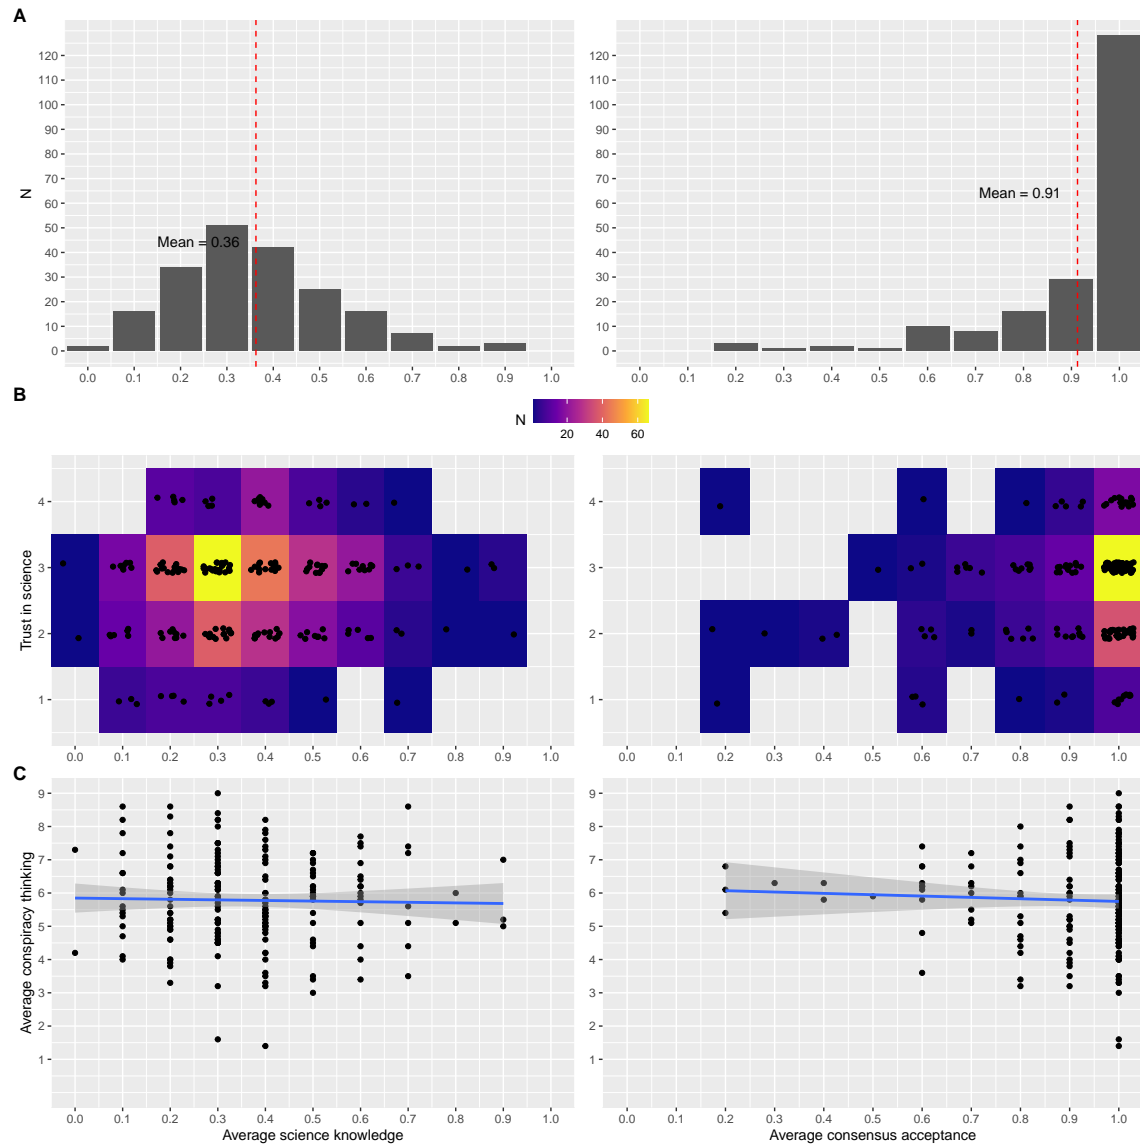 A
N
120
110
100
90
80
70
60
50
40
30
20
10
0
Mean = 0.36
0.0 0.1 0.2 0.3 0.4 0.5 0.6 0.7 0.8 0.9 1.0
120
110
100
90
80
70
60
50
40
30
20
10
0
Mean = 0.91
0.0 0.1 0.2 0.3 0.4 0.5 0.6 0.7 0.8 0.9 1.0
B
N
20 40 60
Trust in science
4
3
2
1
0.0 0.1 0.2 0.3 0.4 0.5 0.6 0.7 0.8 0.9 1.0
4
3
2
1
0.0 0.1 0.2 0.3 0.4 0.5 0.6 0.7 0.8 0.9 1.0
C
Average conspiracy thinking
9
8
7
6
5
4
3
2
1
0.0 0.1 0.2 0.3 0.4 0.5 0.6 0.7 0.8 0.9 1.0
Average science knowledge
9
8
7
6
5
4
3
2
1
0.0 0.1 0.2 0.3 0.4 0.5 0.6 0.7 0.8 0.9 1.0
Average consensus acceptance